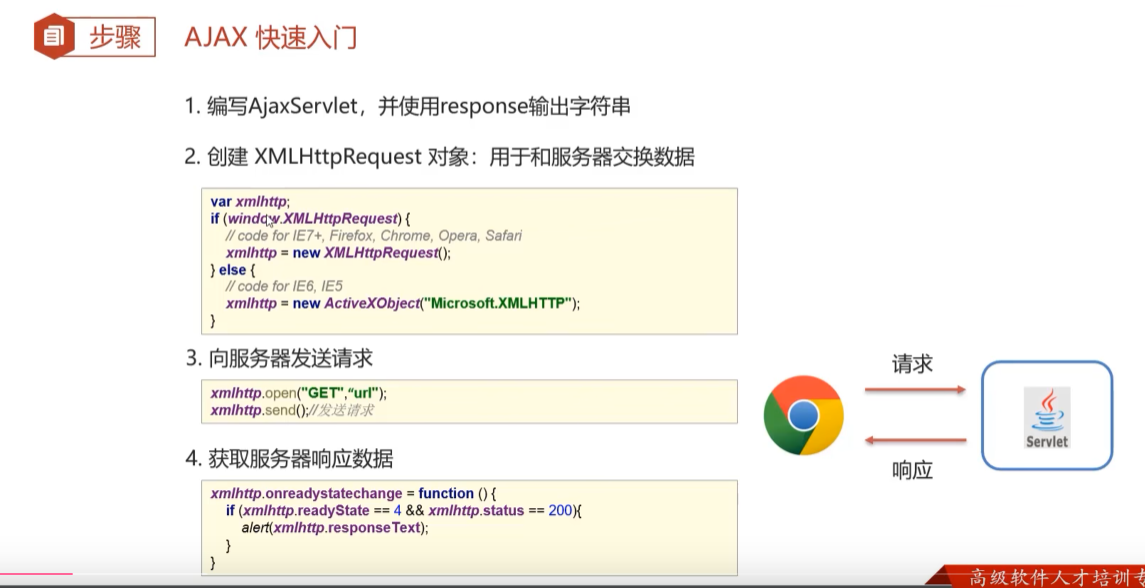 步骤
AJAX 快速入门
1. 编写AjaxServlet，并使用response输出字符串
2. 创建 XMLHttpRequest 对象：用于和服务器交换数据
var xmlhttp;
if (window.XMLHttpRequest) {
// code for IE7+, Firefox, Chrome, Opera, Safari
xmlhttp = new XMLHttpRequest();
} else {
// code for IE6, IE5
xmlhttp = new ActiveXObject("Microsoft.XMLHTTP");
}
3. 向服务器发送请求
xmlhttp.open("GET",“url");
xmlhttp.send();//发送请求
4. 获取服务器响应数据
xmlhttp.onreadystatechange = function () {
if (xmlhttp.readyState == 4 && xmlhttp.status == 200){
alert(xmlhttp.responseText);
}
}
请求
Servlet
响应
高级软件人才培训专